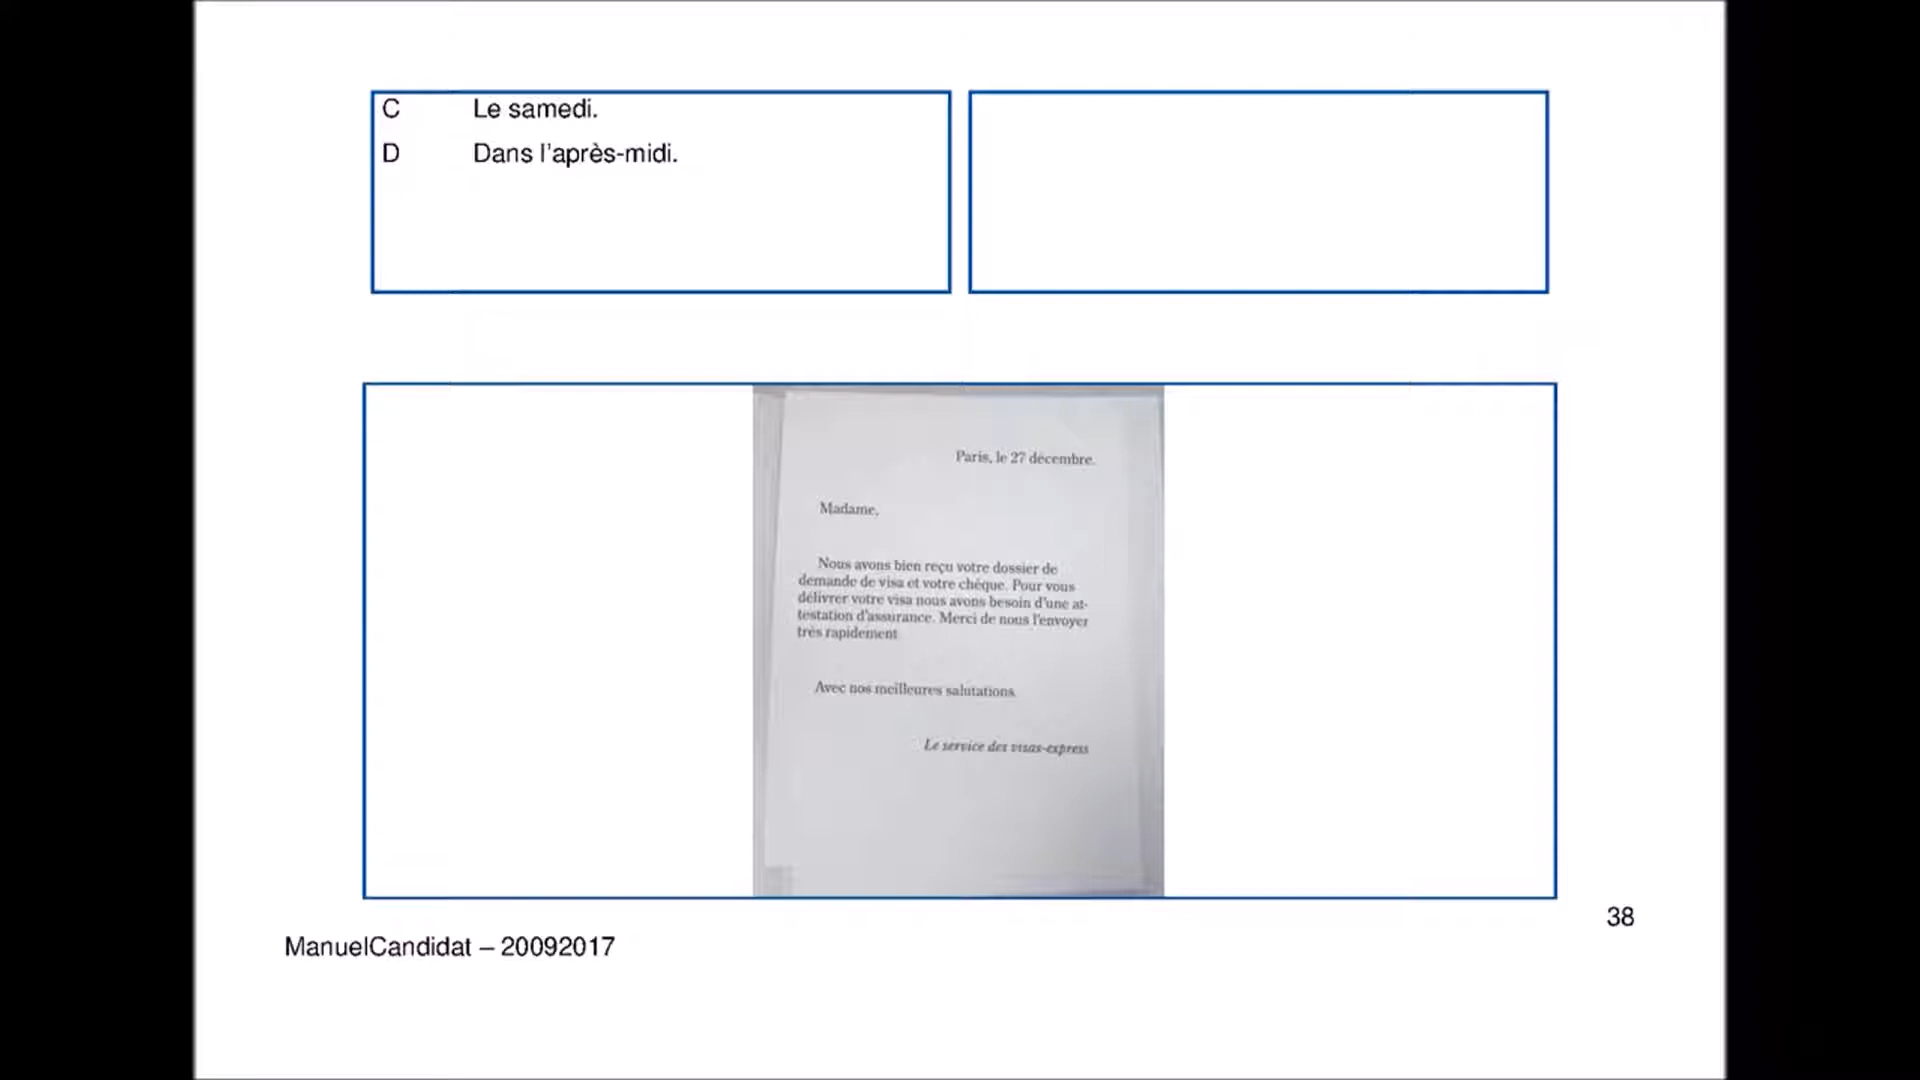 C Le samedi.
D Dans l'après-midi.
Paris, le 27 décembre.
Madame,
Nous avons bien reçu votre dossier de
demande de visa et votre chèque. Pour vous
délivrer votre visa nous avons besoin d'une at-
testation d'assurance. Merci de nous l'envoyer
très rapidement
Avec nos meilleures salutations.
Le service des visas-express
38
ManuelCandidat – 20092017